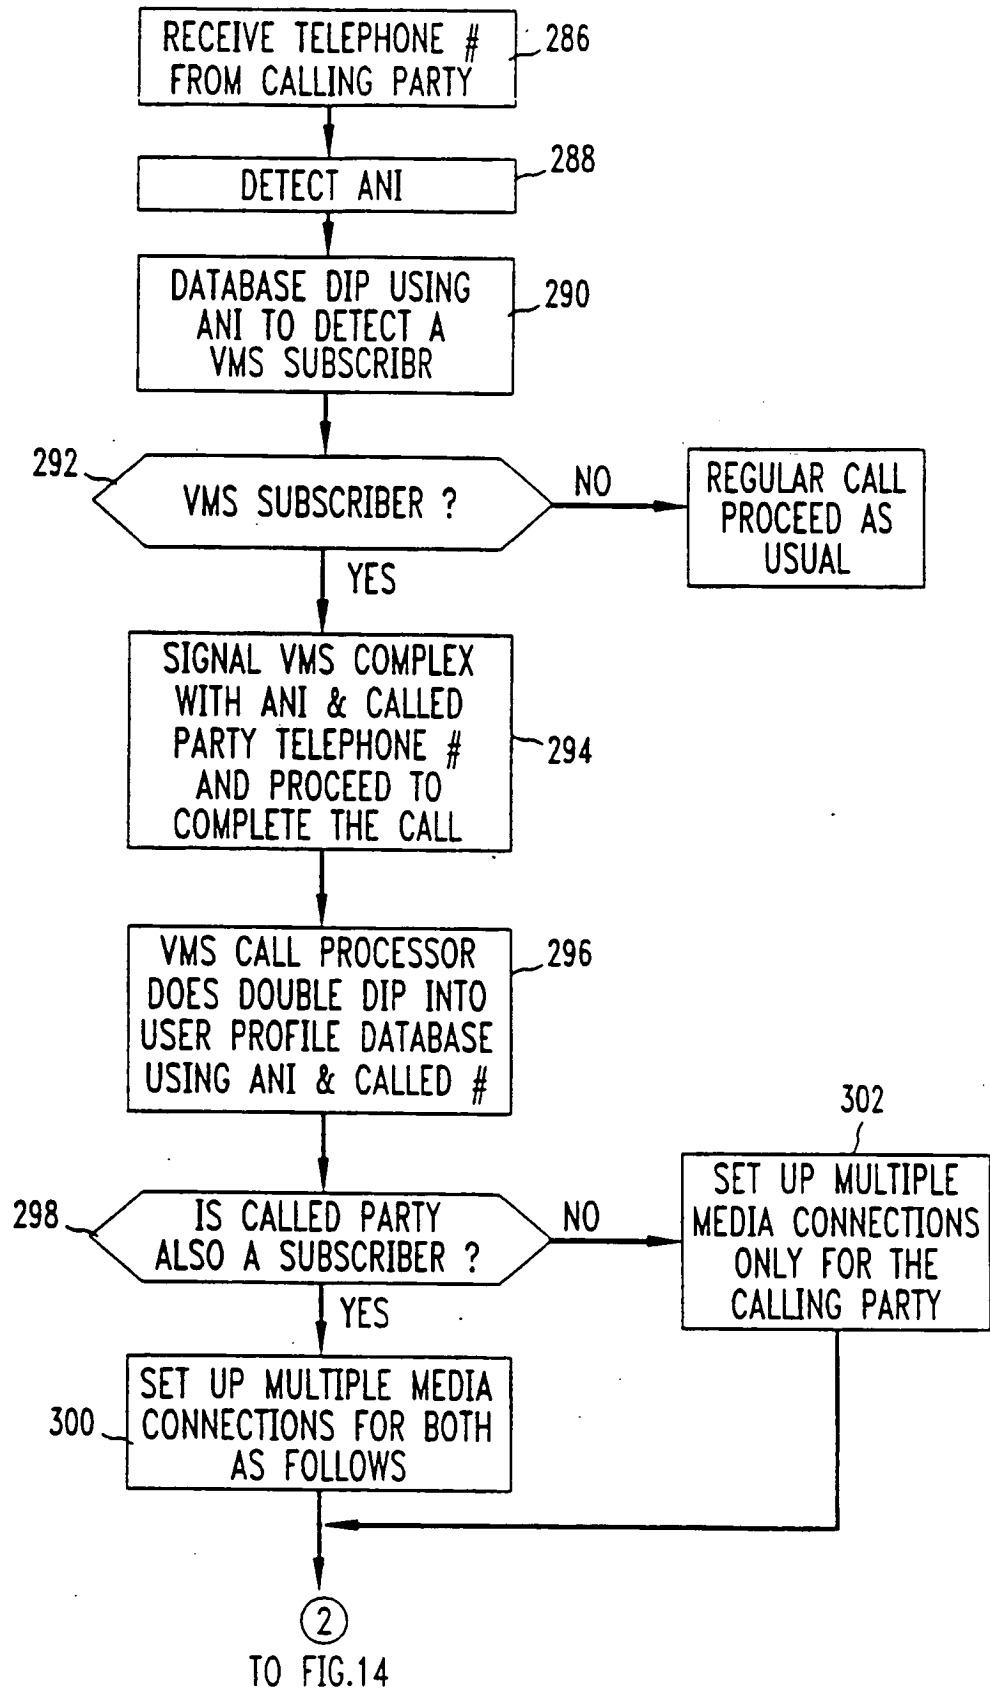 RECEIVE TELEPHONE #
FROM CALLING PARTY
286
DETECT ANI
288
DATABASE DIP USING
ANI TO DETECT A
VMS SUBSCRIBR
290
292
VMS SUBSCRIBER ?
NO
REGULAR CALL
PROCEED AS
USUAL
YES
SIGNAL VMS COMPLEX
WITH ANI & CALLED
PARTY TELEPHONE #
AND PROCEED TO
COMPLETE THE CALL
294
VMS CALL PROCESSOR
DOES DOUBLE DIP INTO
USER PROFILE DATABASE
USING ANI & CALLED #
296
298
IS CALLED PARTY
ALSO A SUBSCRIBER ?
NO
302
SET UP MULTIPLE
MEDIA CONNECTIONS
ONLY FOR THE
CALLING PARTY
YES
300
SET UP MULTIPLE MEDIA
CONNECTIONS FOR BOTH
AS FOLLOWS
2
TO FIG.14